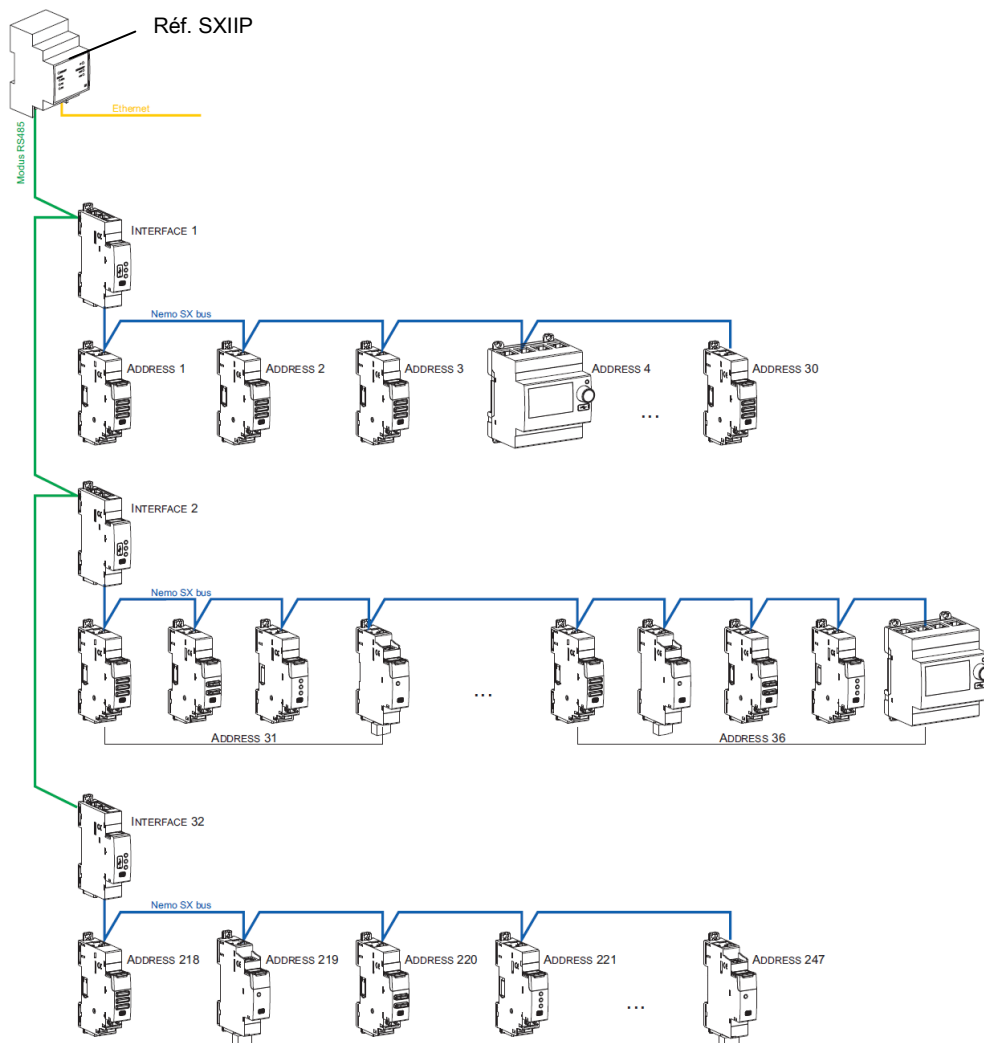 Réf. SXIIP
Ethernet
Modus RS485
INTERFACE 1
Nemo SX bus
ADDRESS 1
ADDRESS 2
ADDRESS 3
ADDRESS 4
ADDRESS 30
...
INTERFACE 2
Nemo SX bus
...
ADDRESS 31
ADDRESS 36
INTERFACE 32
Nemo SX bus
ADDRESS 218
ADDRESS 219
ADDRESS 220
ADDRESS 221
ADDRESS 247
...